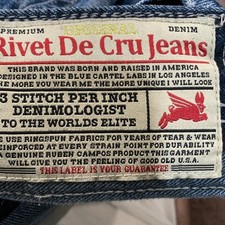 PREMIUM ORIGINAL DENIM
Rivet De Cru Jeans
THIS BRAND WAS BORN AND RAISED IN AMERICA
DESIGNED IN THE BLUE CARTEL LABS IN LOS ANGELES
THE MORE YOU WEAR ME THE MORE UNIQUE I WILL LOOK
3 STITCH PER INCH
DENIMOLOGIST
TO THE WORLDS ELITE
WE USE RINGSPUN FABRICS FOR YEARS OF TEAR & WEAR
REINFORCED AT EVERY STRAIN POINT FOR DURABILITY
A GENUINE RUBEN CAMPOS PRODUCT THIS GARMENT
WILL GIVE YOU THE FEELING OF GOOD OLD U.S.A.
THIS LABEL IS YOUR GUARANTEE